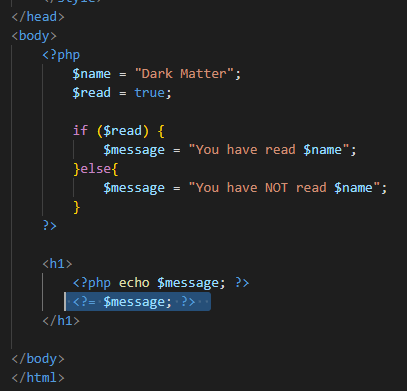 </head>
<body>
<?php
$name = "Dark Matter";
$read = true;
if ($read) {
$message = "You have read $name";
}else{
$message = "You have NOT read $name";
}
?>
<h1>
<?php echo $message; ?>
<?= $message; ?>
</h1>
</body>
</html>